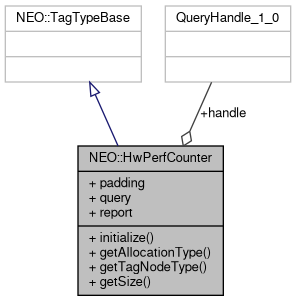 NEO::TagTypeBase
QueryHandle_1_0
+handle
NEO::HwPerfCounter
+ padding
+ query
+ report
+ initialize()
+ getAllocationType()
+ getTagNodeType()
+ getSize()